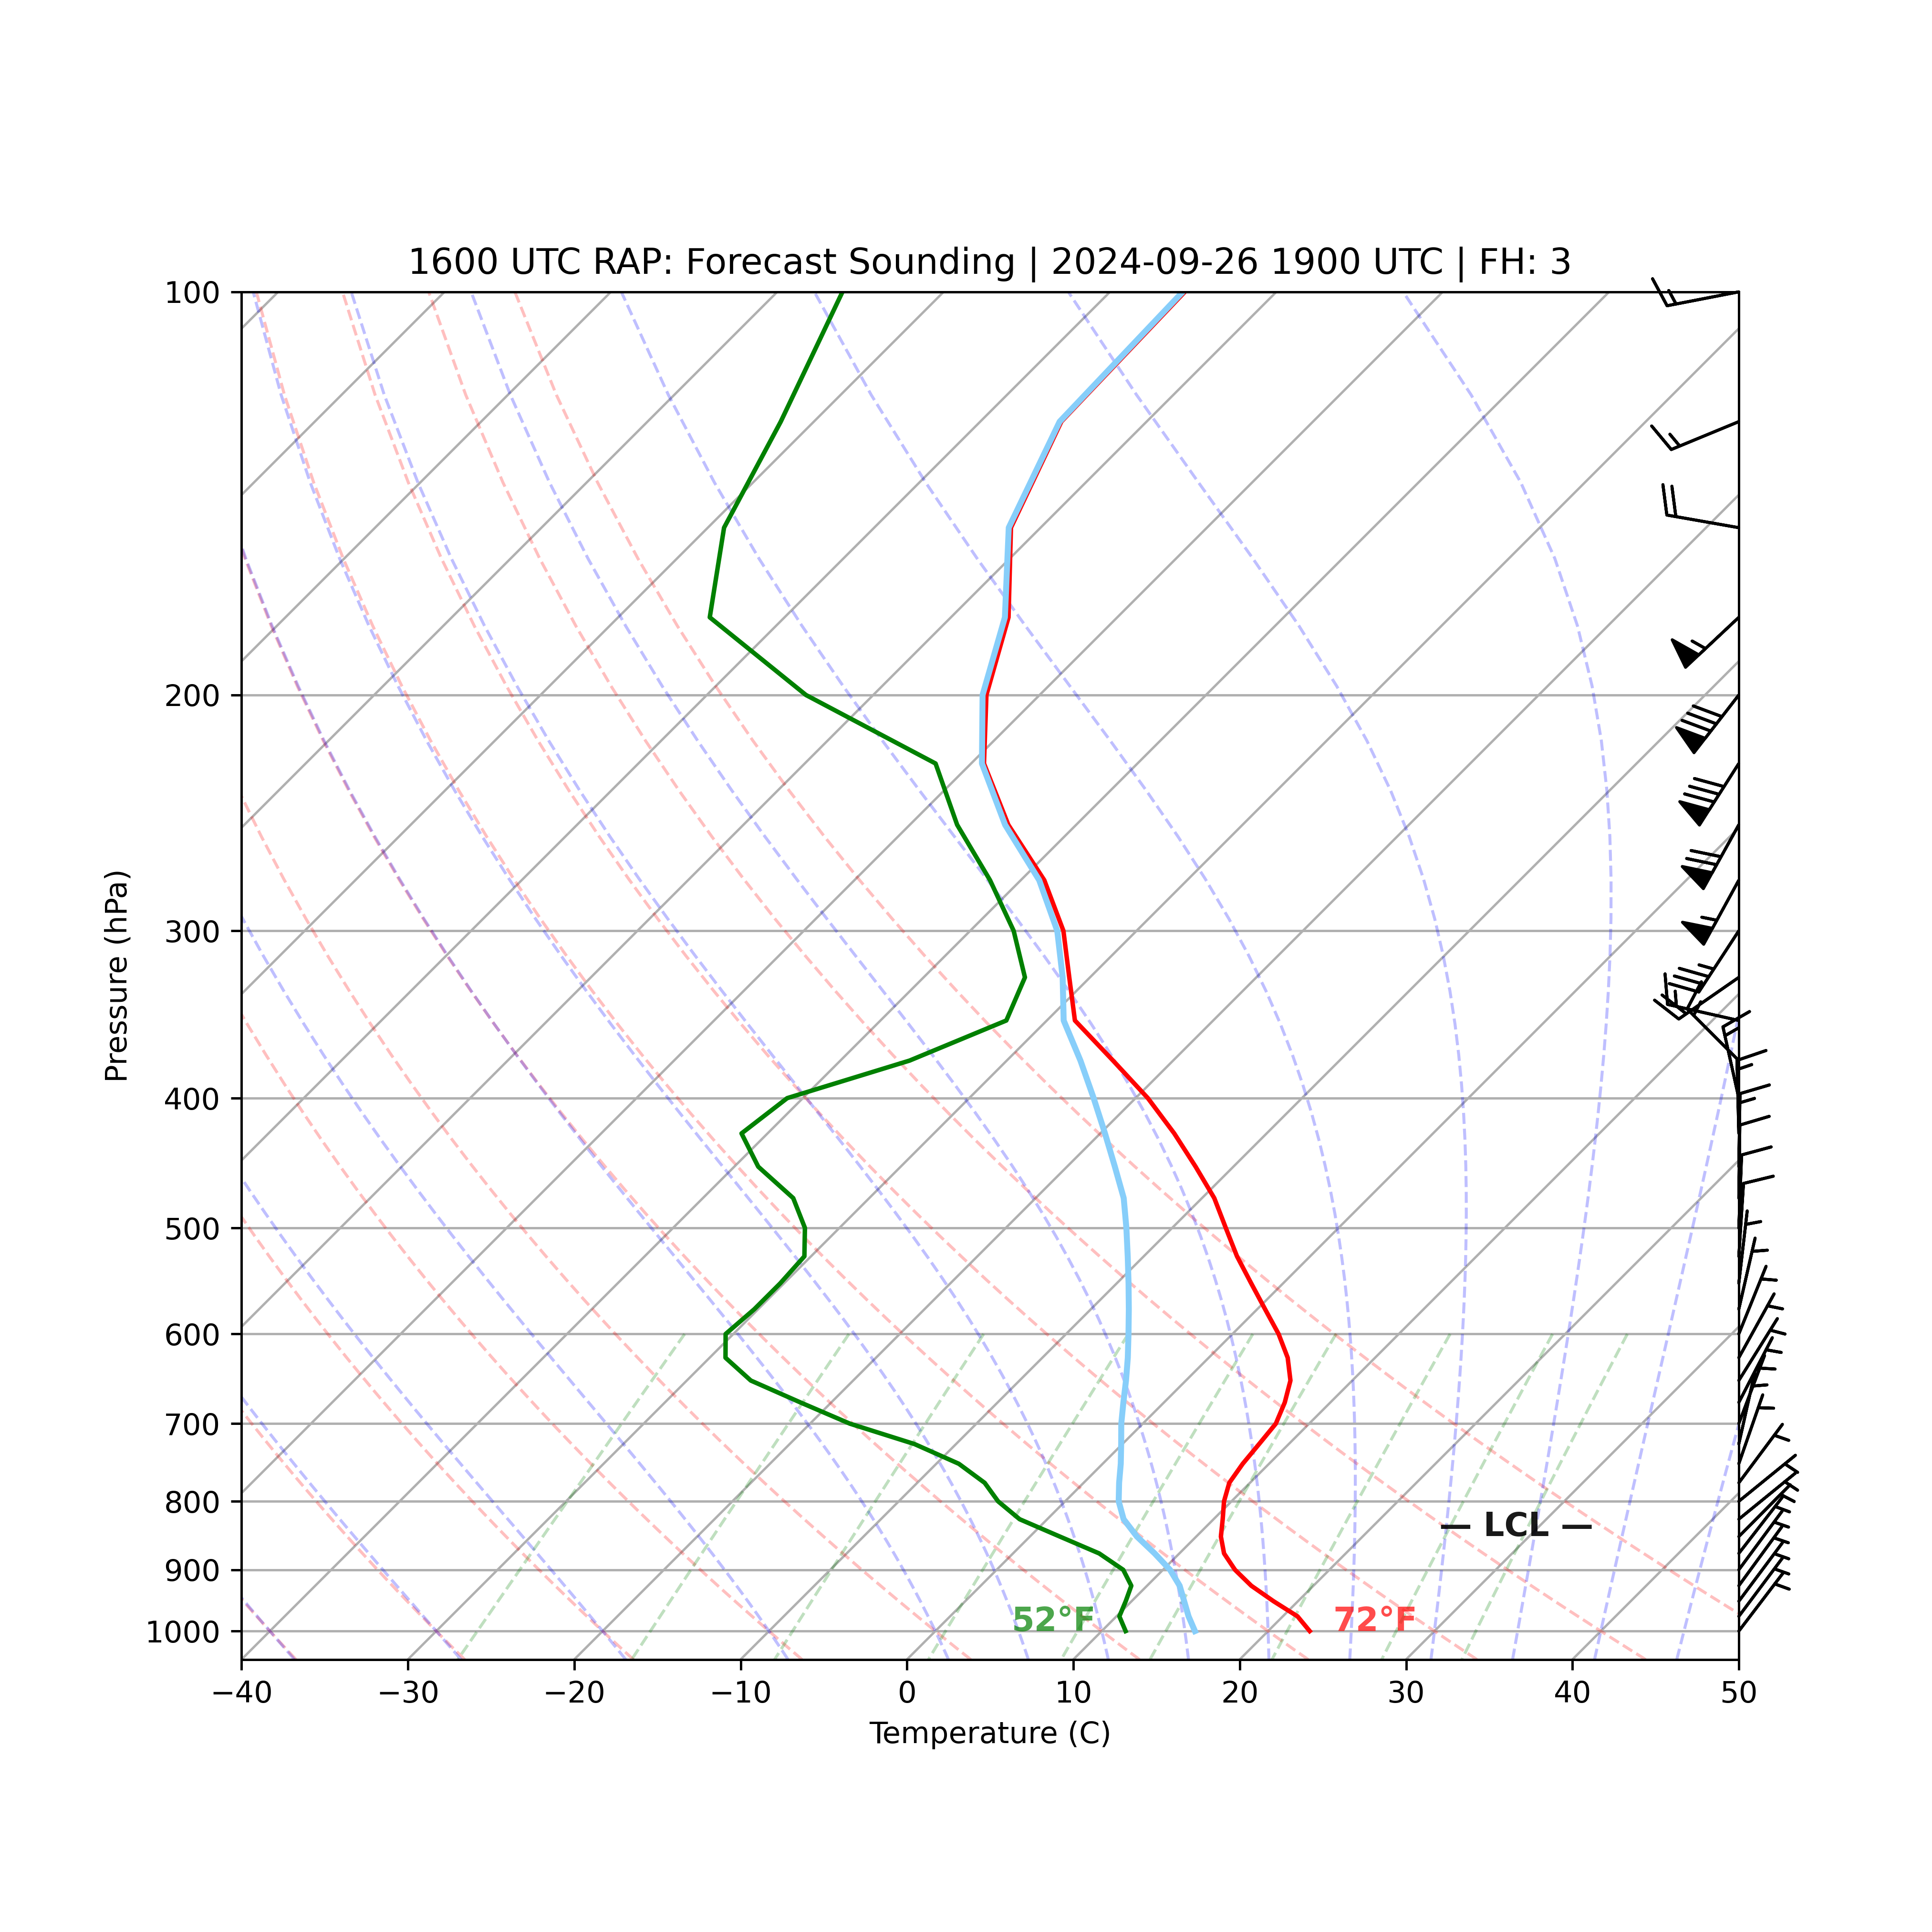 1600 UTC RAP: Forecast Sounding | 2024-09-26 1900 UTC | FH: 3
100
200
300
400
500
600
700
800
900
1000
Pressure (hPa)
— LCL —
52°F
72°F
−40 −30 −20 −10 0 10 20 30 40 50
Temperature (C)